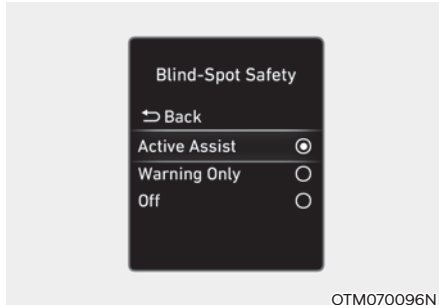 Blind-Spot Safety
Back
Active Assist
Warning Only
Off
OTM070096N